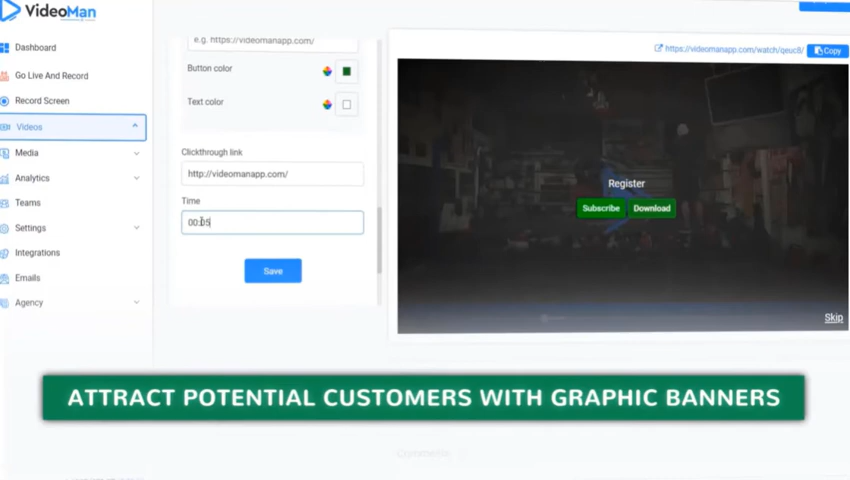 VideoMan
Dashboard
Go Live And Record
Record Screen
Videos
Media
Analytics
Teams
Settings
Integrations
Emails
Agency
e.g. https://videomanapp.com/
Button color
Text color
Clickthrough link
http://videomanapp.com/
Time
00:05
Save
https://videomanapp.com/watch/qeuc8/
Copy
Register
Subscribe
Download
Skip
ATTRACT POTENTIAL CUSTOMERS WITH GRAPHIC BANNERS
Comments